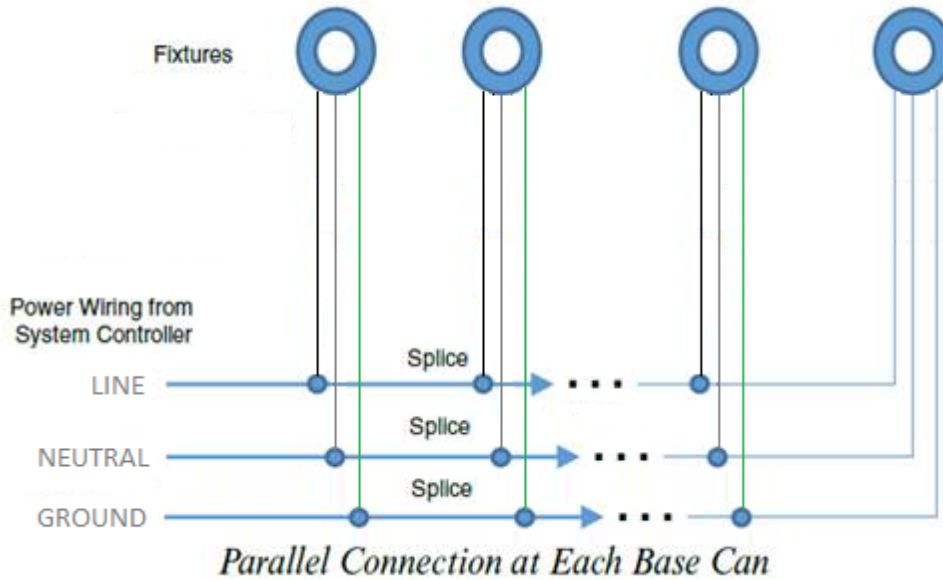 Fixtures
Power Wiring from
System Controller
Splice
LINE
Splice
NEUTRAL
Splice
GROUND
Parallel Connection at Each Base Can